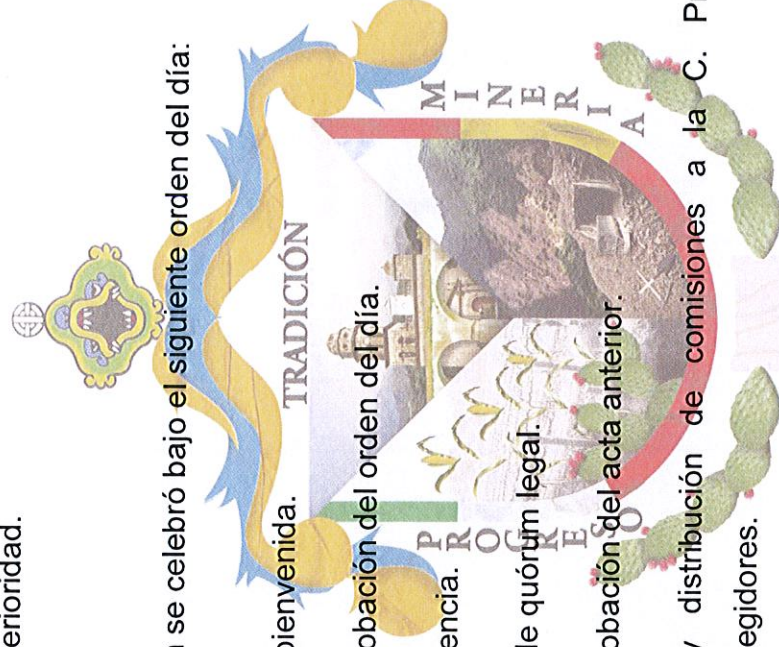 erioridad.
se celebró bajo el siguiente orden del día:
TRADICIÓN
bienvenida.
obación del orden del día.
encia.
MINERIA
PROGRESO
de quórum legal.
obación del acta anterior.
y distribución de comisiones a la C. P
egidores.